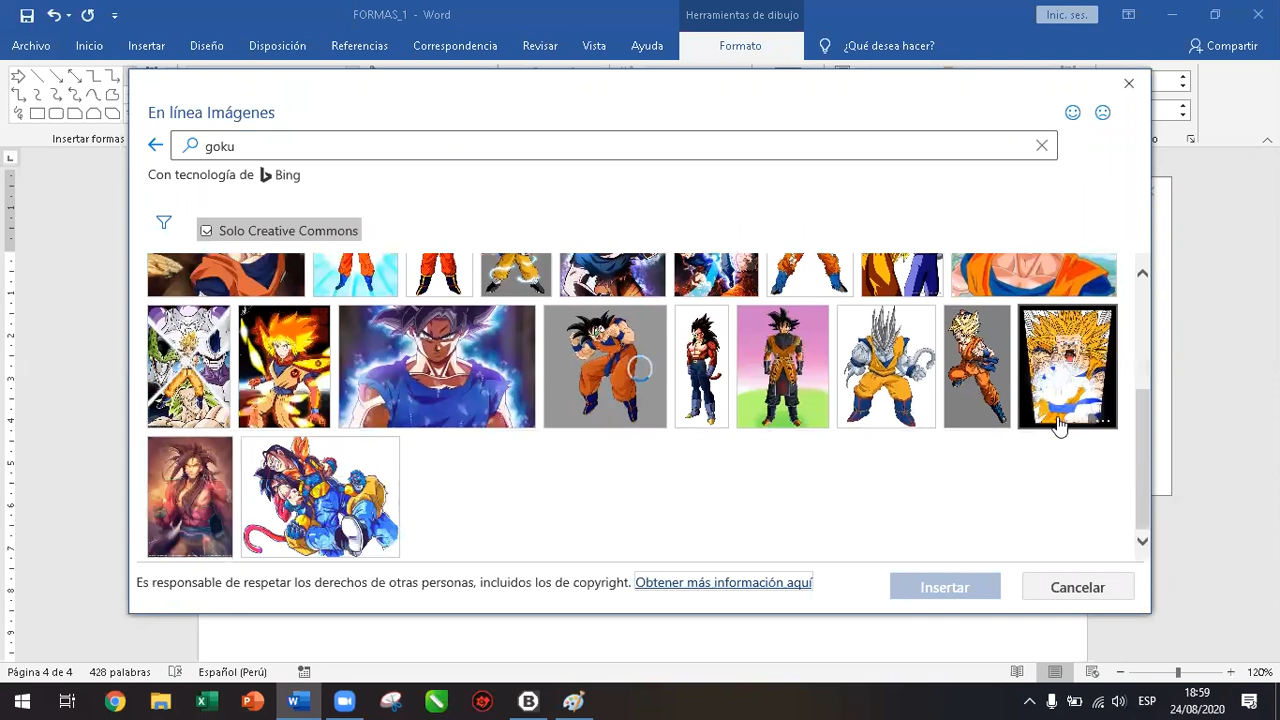 FORMAS_1 - Word
Herramientas de dibujo
Inic. ses.
Archivo
Inicio
Insertar
Diseño
Disposición
Referencias
Correspondencia
Revisar
Vista
Ayuda
Formato
¿Qué desea hacer?
Compartir
Insertar formas
En línea Imágenes
goku
Con tecnología de Bing
Solo Creative Commons
Es responsable de respetar los derechos de otras personas, incluidos los de copyright. Obtener más información aquí
Insertar
Cancelar
Página 4 de 4
428 palabras
Español (Perú)
120%
ESP
18:59
24/08/2020